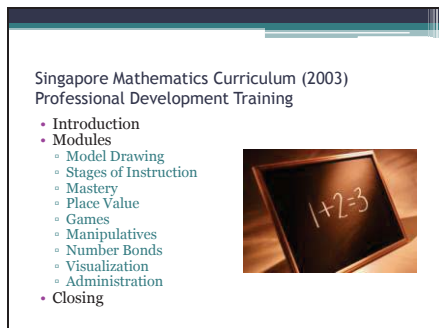 Singapore Mathematics Curriculum (2003)
Professional Development Training
• Introduction
• Modules
▫ Model Drawing
▫ Stages of Instruction
▫ Mastery
▫ Place Value
▫ Games
▫ Manipulatives
▫ Number Bonds
▫ Visualization
▫ Administration
• Closing
1+2=3